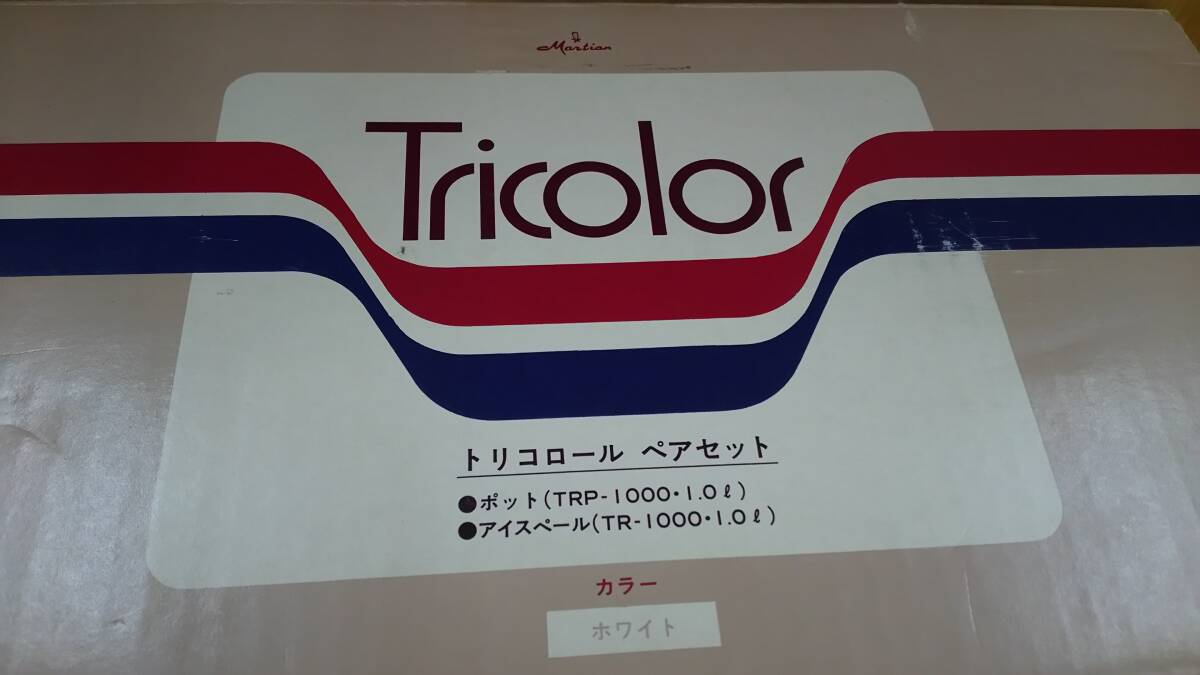 Martian
Tricolor
トリコロール ペアセット
●ポット(TRP-1000・1.0ℓ)
●アイスペール(TR-1000・1.0ℓ)
カラー
ホワイト